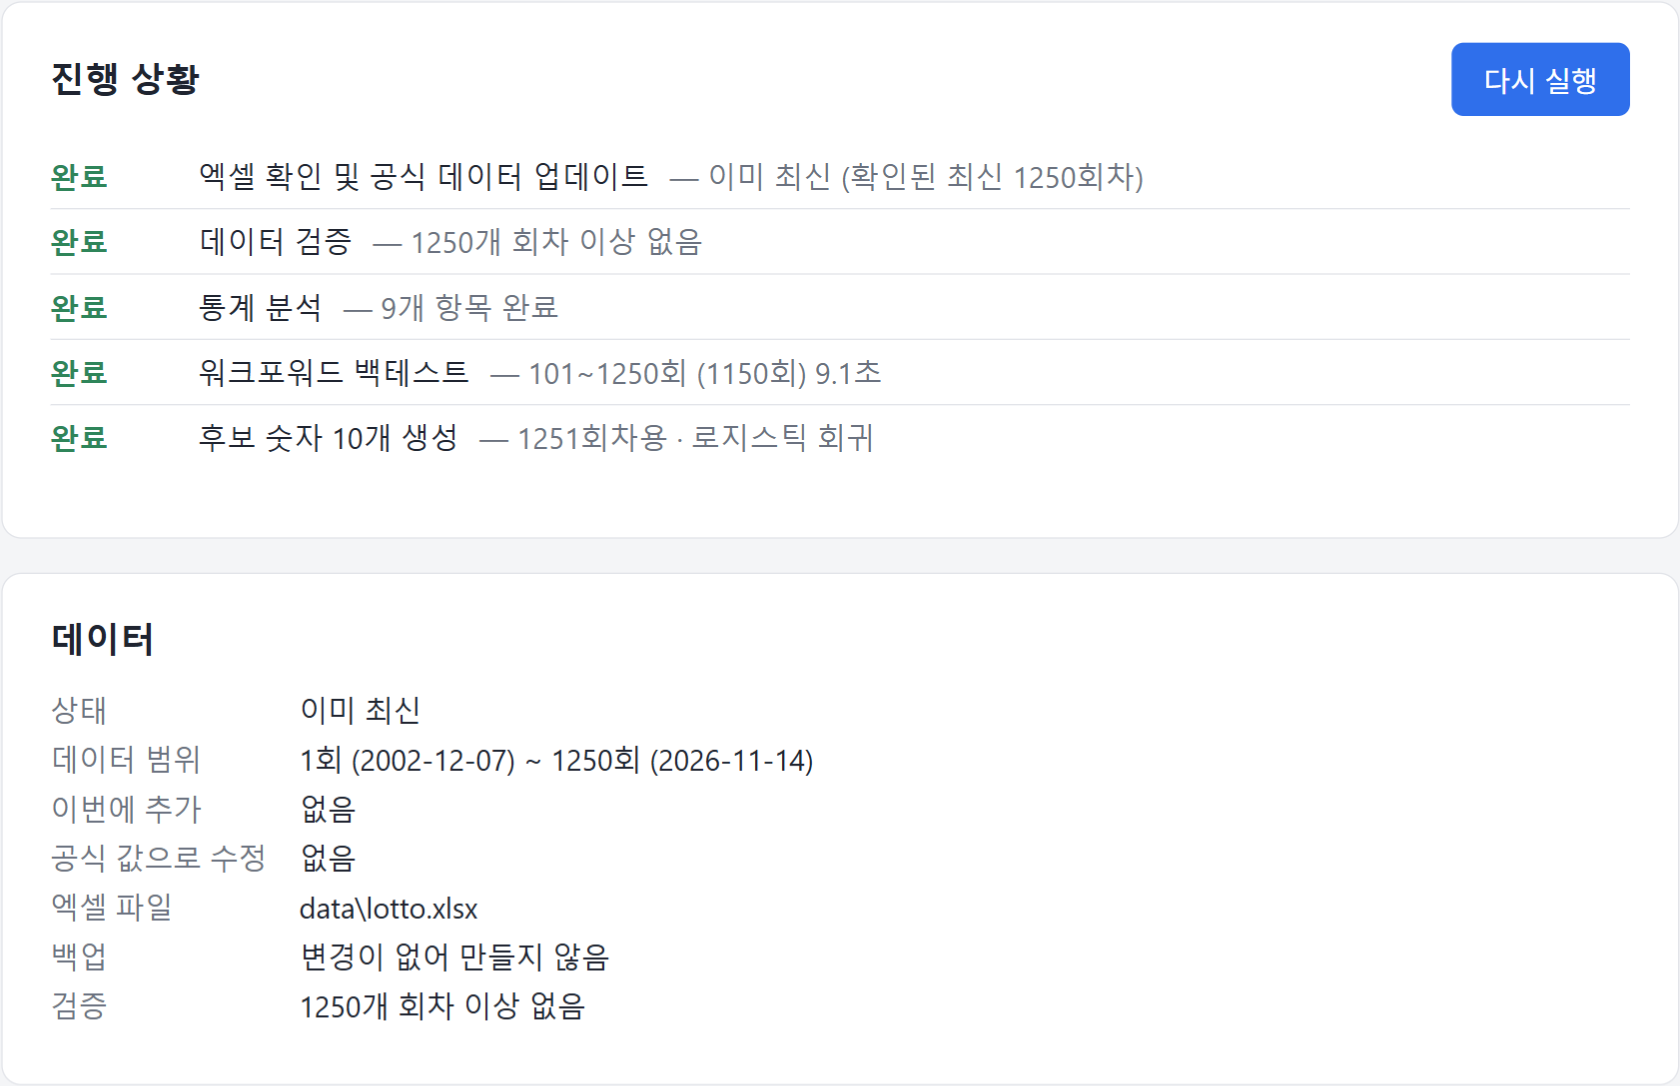 진행 상황
다시 실행
완료 엑셀 확인 및 공식 데이터 업데이트 — 이미 최신 (확인된 최신 1250회차)
완료 데이터 검증 — 1250개 회차 이상 없음
완료 통계 분석 — 9개 항목 완료
완료 워크포워드 백테스트 — 101~1250회 (1150회) 9.1초
완료 후보 숫자 10개 생성 — 1251회차용 · 로지스틱 회귀
데이터
상태 이미 최신
데이터 범위 1회 (2002-12-07) ~ 1250회 (2026-11-14)
이번에 추가 없음
공식 값으로 수정 없음
엑셀 파일 data\lotto.xlsx
백업 변경이 없어 만들지 않음
검증 1250개 회차 이상 없음